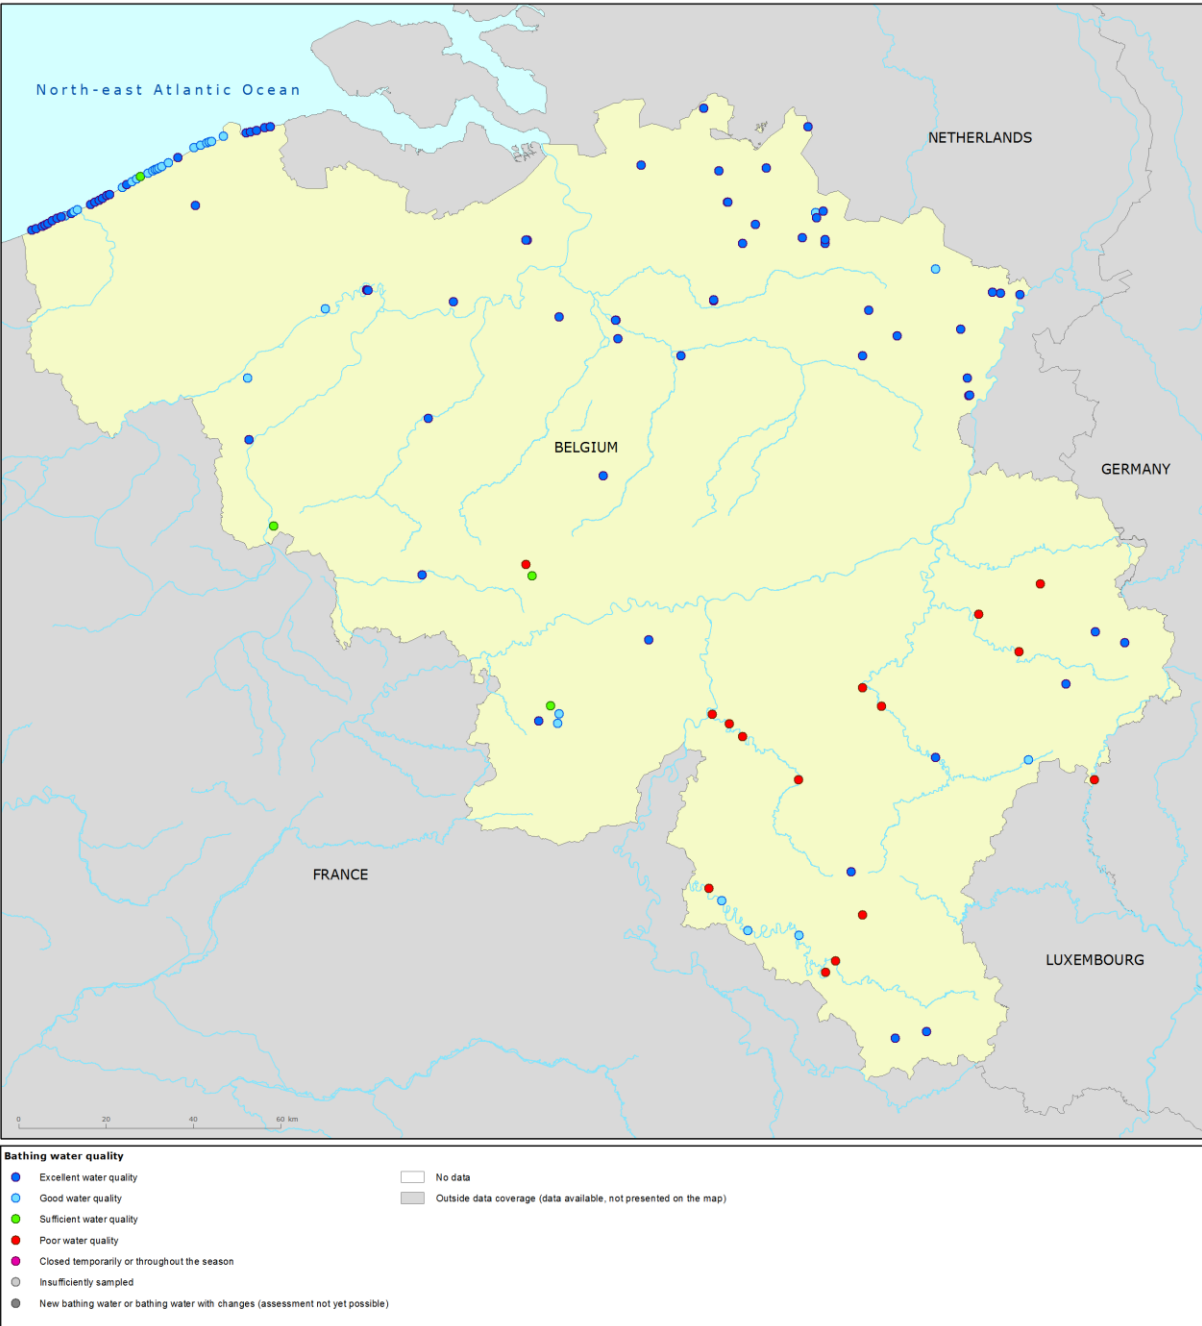 North-east Atlantic Ocean
NETHERLANDS
BELGIUM
GERMANY
FRANCE
LUXEMBOURG
0 20 40 60 km
Bathing water quality
Excellent water quality
Good water quality
Sufficient water quality
Poor water quality
Closed temporarily or throughout the season
Insufficiently sampled
New bathing water or bathing water with changes (assessment not yet possible)
No data
Outside data coverage (data available, not presented on the map)